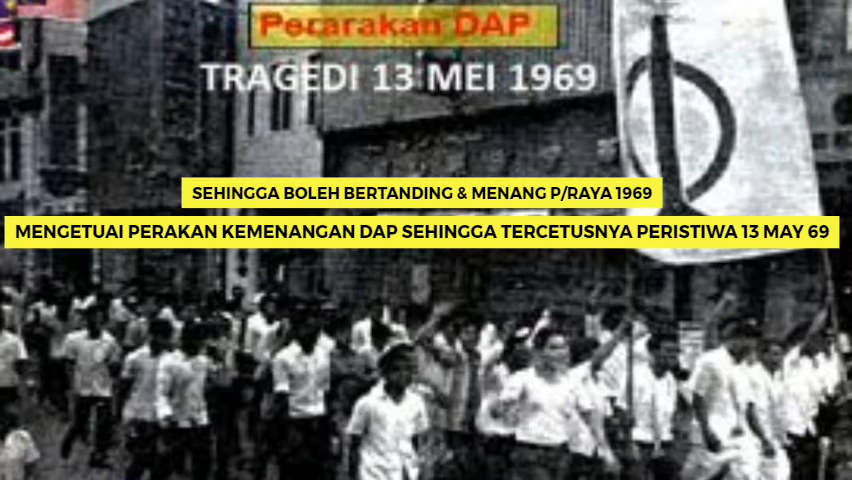 Perarakan DAP
TRAGEDI 13 MEI 1969
SEHINGGA BOLEH BERTANDING & MENANG P/RAYA 1969
MENGETUAI PERAKAN KEMENANGAN DAP SEHINGGA TERCETUSNYA PERISTIWA 13 MAY 69